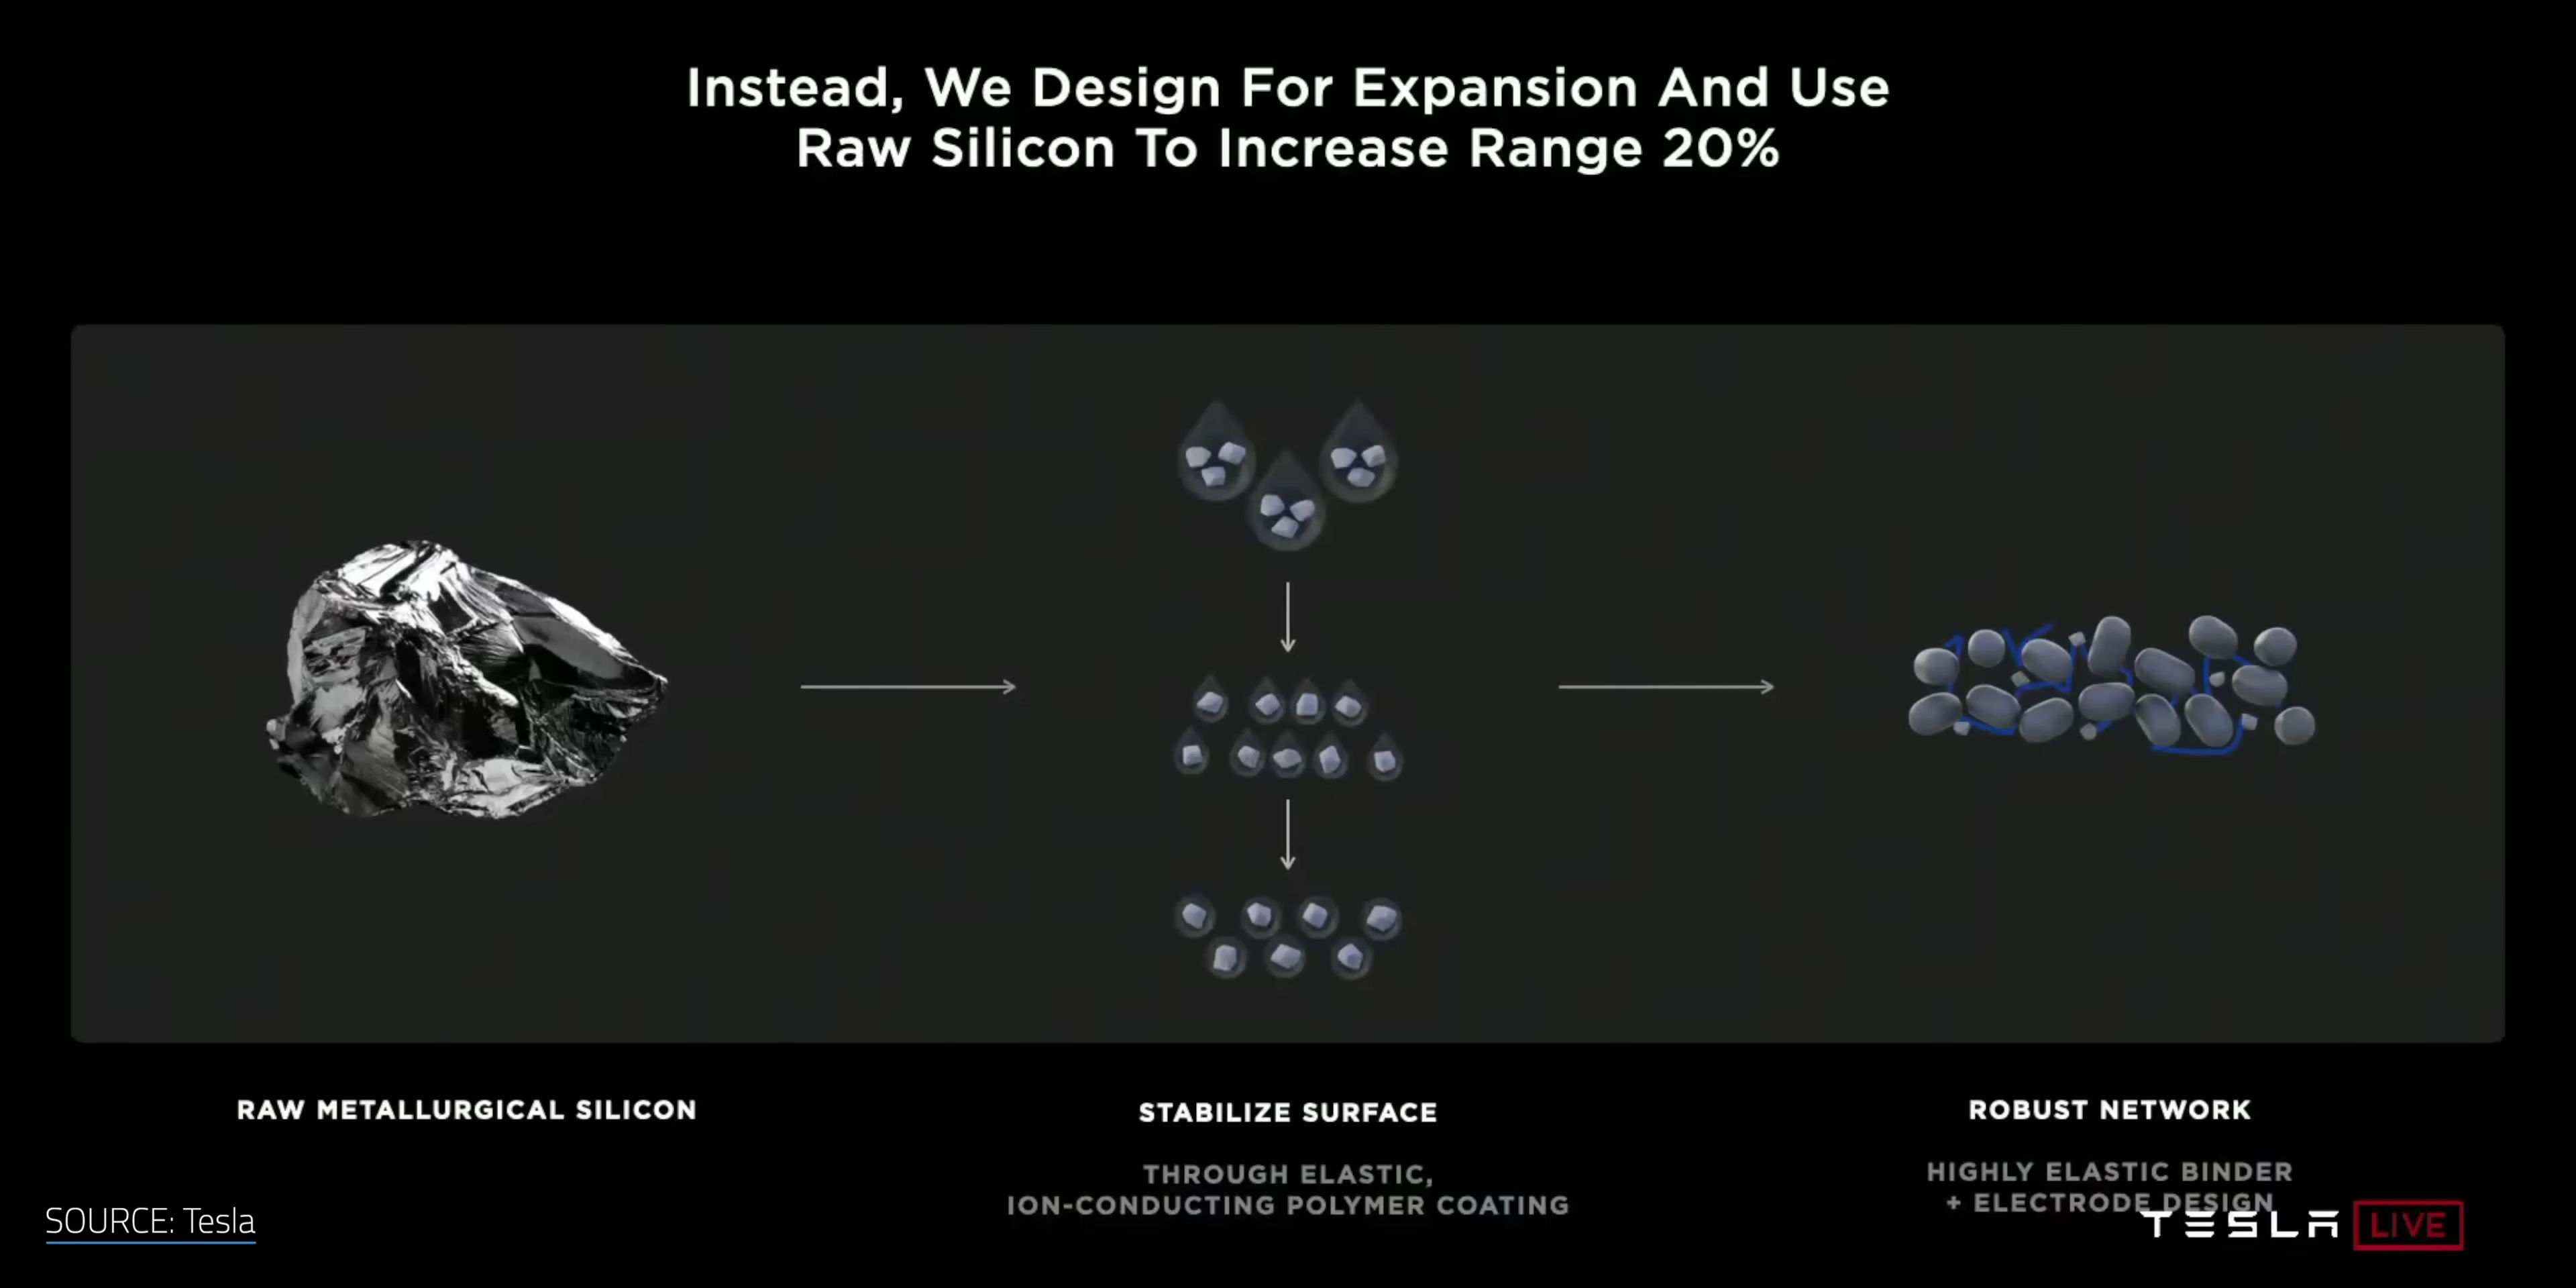 Instead, We Design For Expansion And Use
Raw Silicon To Increase Range 20%
RAW METALLURGICAL SILICON
STABILIZE SURFACE
THROUGH ELASTIC,
ION-CONDUCTING POLYMER COATING
ROBUST NETWORK
HIGHLY ELASTIC BINDER
+ ELECTRODE DESIGN
SOURCE: Tesla
TESLA LIVE